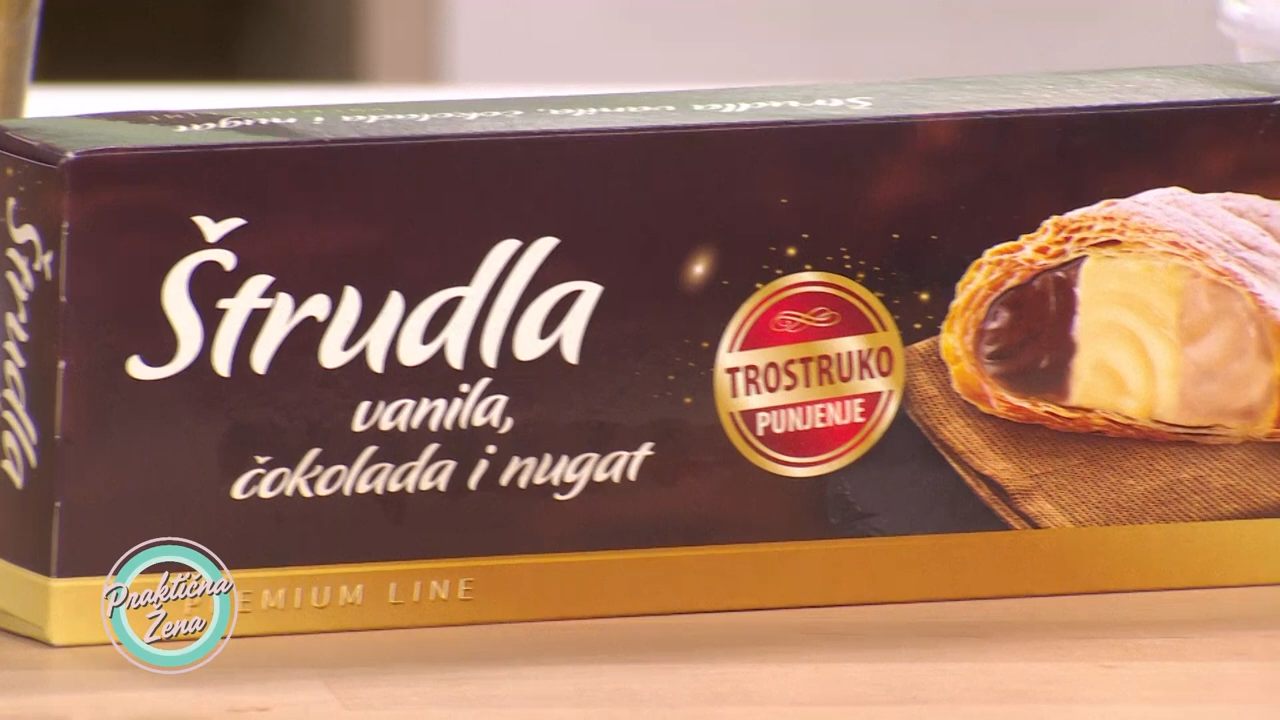 Štrudla vanila, čokolada i nugat
Štrudla
Štrudla
vanila,
čokolada i nugat
TROSTRUKO
PUNJENJE
EMIUM LINE
Praktična
Žena